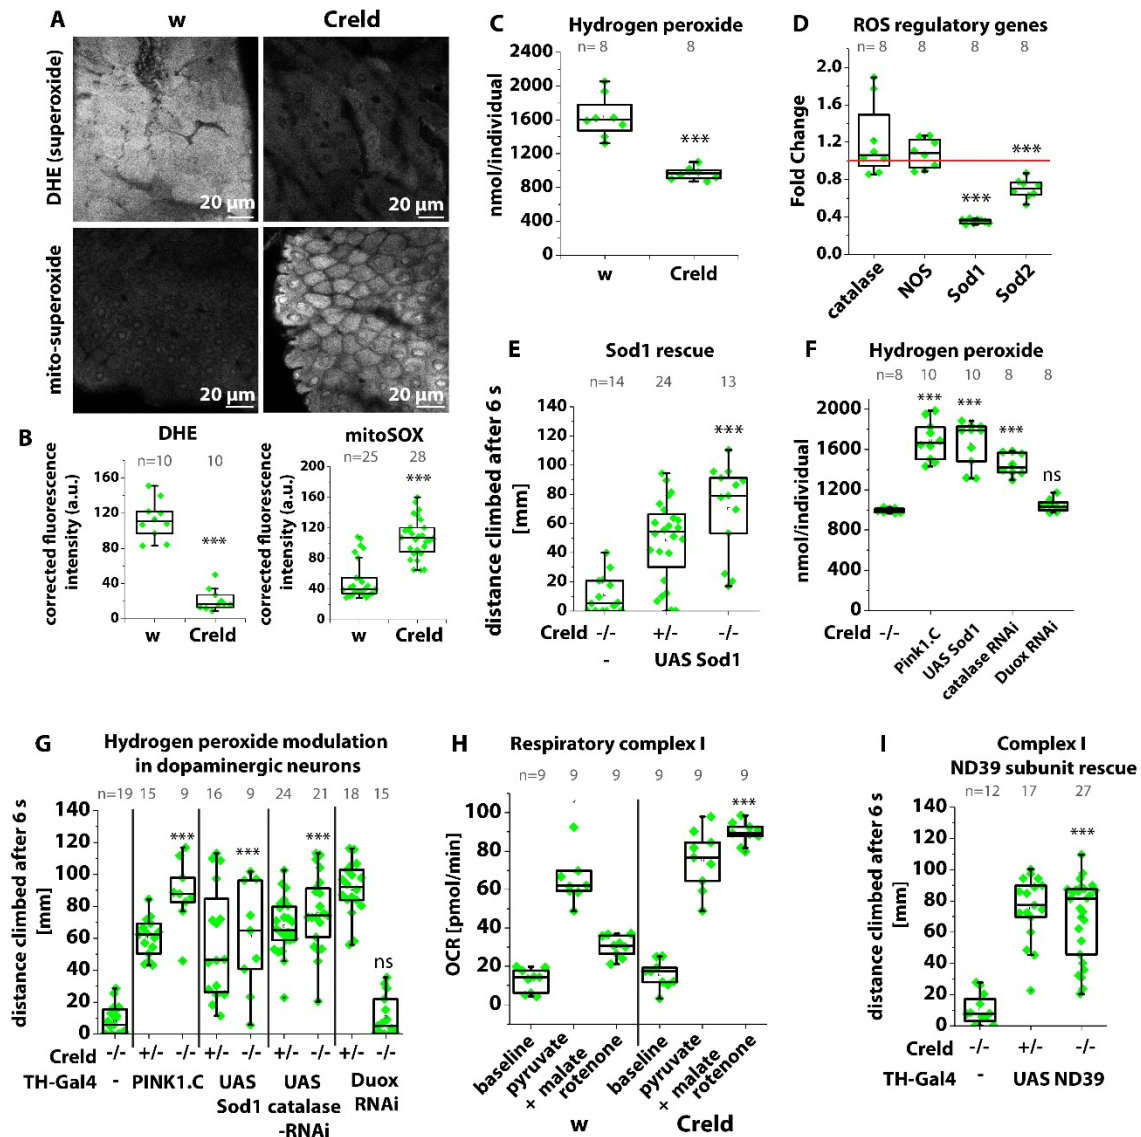 A
w
Creld
DHE (superoxide)
20 µm
20 µm
mito-superoxide
20 µm
20 µm
B
DHE
n=10 10
corrected fluorescence
intensity (a.u.)
160
120
80
40
0
***
w Creld
mitoSOX
n=25 28
corrected fluorescence
intensity (a.u.)
200
160
120
80
40
0
***
w Creld
C
Hydrogen peroxide
n= 8 8
nmol/individual
2400
2000
1600
1200
800
400
0
***
w Creld
D
ROS regulatory genes
8 8 8 8
Fold Change
2.0
1.6
1.2
0.8
0.4
0.0
***
***
catalase
NOS
Sod1
Sod2
E
Sod1 rescue
n=14 24 13
distance climbed after 6 s
[mm]
140
120
100
80
60
40
20
0
***
Creld -/- +/- -/-
- UAS Sod1
F
Hydrogen peroxide
n=8 10 10 8 8
nmol/individual
2000
1600
1000
800
400
0
*** *** *** ns
Creld -/-
Pink1.C
UAS Sod1
catalase RNAi
Duox RNAi
G
Hydrogen peroxide modulation
in dopaminergic neurons
n=19 15 9 16 9 24 21 18 15
distance climbed after 6 s
[mm]
140
120
100
80
60
40
20
0
*** *** *** ns
Creld -/- +/- -/- +/- -/- +/- -/- +/- -/-
TH-Gal4 - PINK1.C UAS UAS Duox
Sod1 catalase RNAi
-RNAi
H
Respiratory complex I
n=9 9 9 9 9 9
OCR [pmol/min]
100
80
60
40
20
0
***
baseline
pyruvate
+ malate
rotenone
baseline
pyruvate
+ malate
rotenone
w Creld
I
Complex I
ND39 subunit rescue
n=12 17 27
distance climbed after 6 s
[mm]
140
120
100
80
60
40
20
0
***
Creld -/- +/- -/-
TH-Gal4 - UAS ND39